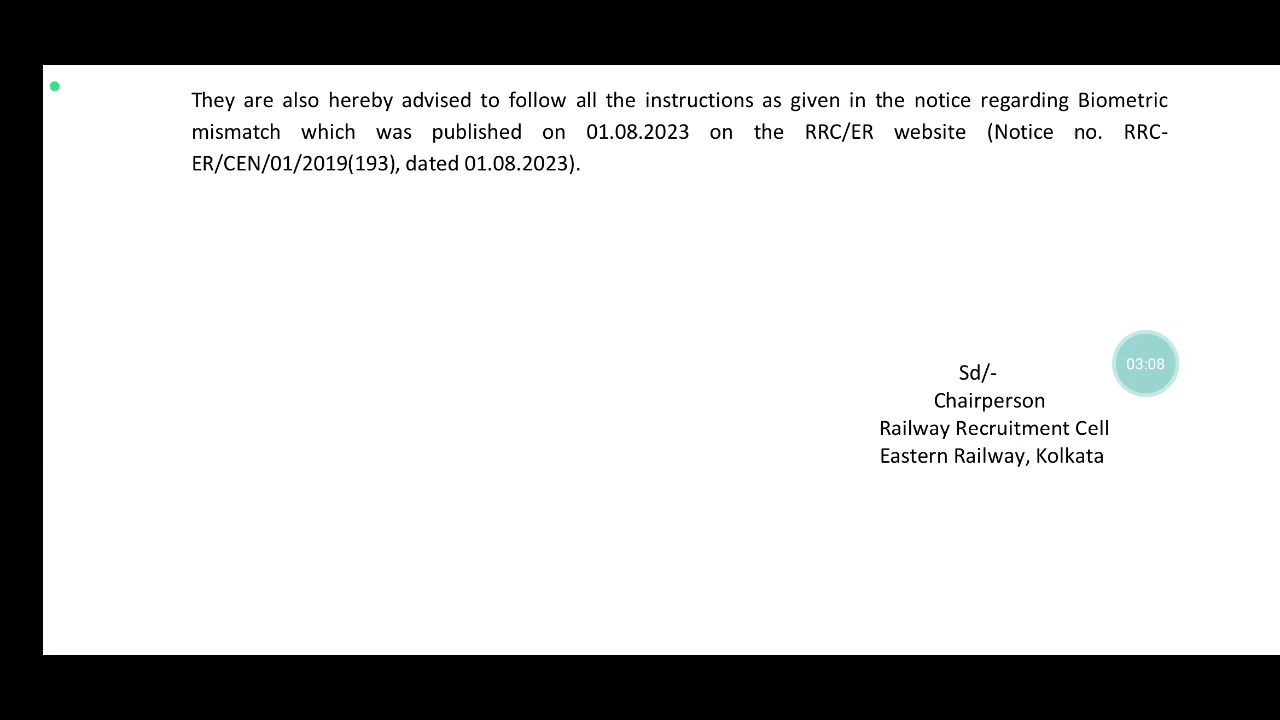 They are also hereby advised to follow all the instructions as given in the notice regarding Biometric
mismatch which was published on 01.08.2023 on the RRC/ER website (Notice no. RRC-
ER/CEN/01/2019(193), dated 01.08.2023).
03:08
Sd/-
Chairperson
Railway Recruitment Cell
Eastern Railway, Kolkata